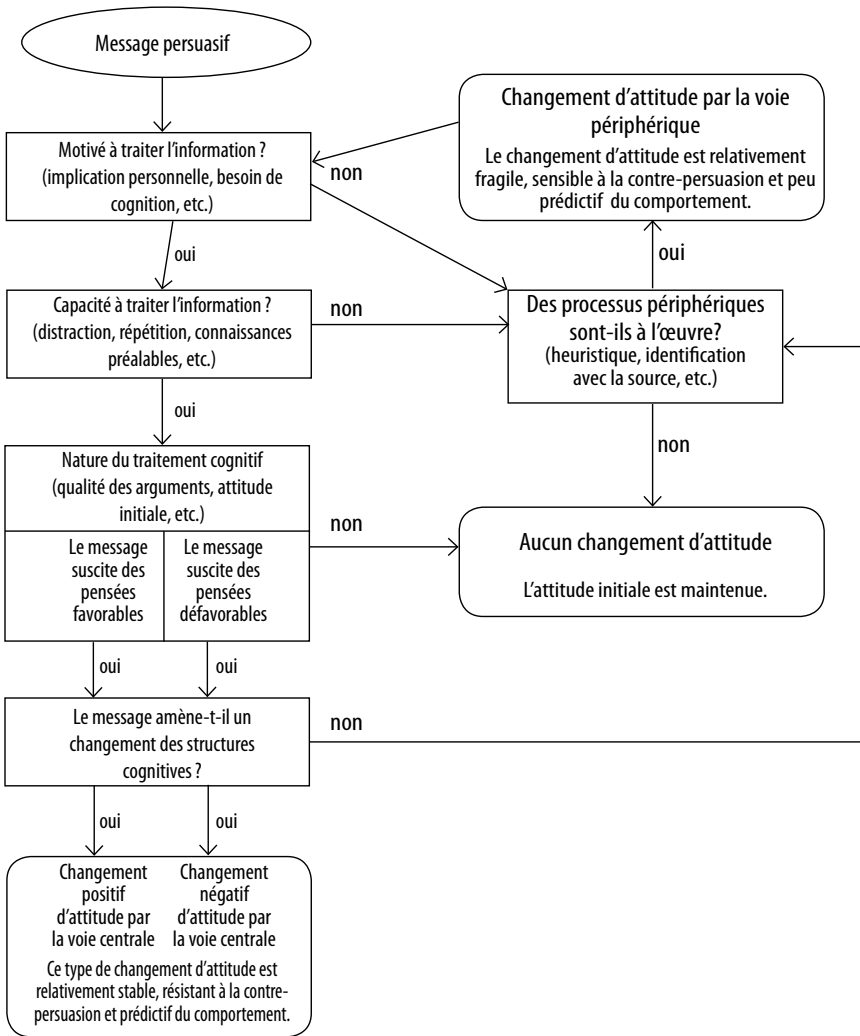 Message persuasif
Motivé à traiter l’information ?
(implication personnelle, besoin de
cognition, etc.)
non
oui
Changement d’attitude par la voie
périphérique
Le changement d’attitude est relativement
fragile, sensible à la contre-persuasion et peu
prédictif du comportement.
oui
Capacité à traiter l’information ?
(distraction, répétition, connaissances
préalables, etc.)
non
oui
Des processus périphériques
sont-ils à l’œuvre?
(heuristique, identification
avec la source, etc.)
non
Nature du traitement cognitif
(qualité des arguments, attitude
initiale, etc.)
Le message
suscite des
pensées
favorables
Le message
suscite des
pensées
défavorables
non
oui
oui
Aucun changement d’attitude
L’attitude initiale est maintenue.
Le message amène-t-il un
changement des structures
cognitives ?
non
oui
oui
Changement
positif
d’attitude par
la voie centrale
Changement
négatif
d’attitude par
la voie centrale
Ce type de changement d’attitude est
relativement stable, résistant à la contre-
persuasion et prédictif du comportement.